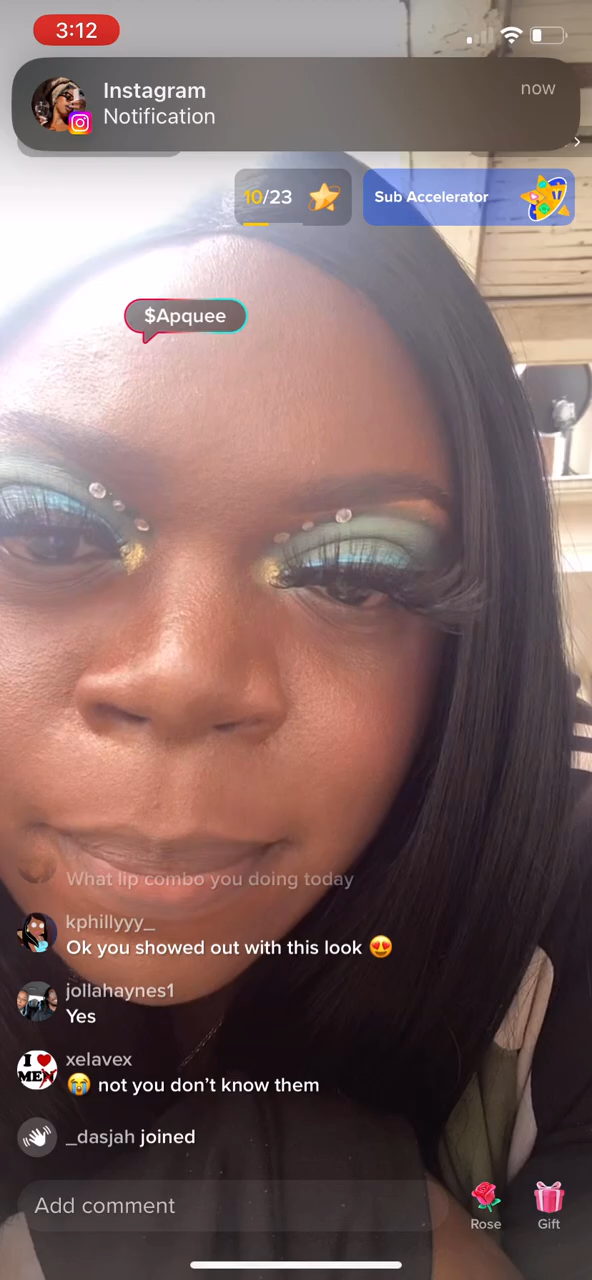 3:12
Instagram
now
Notification
10/23
Sub Accelerator
$Apquee
What lip combo you doing today
kphillyyy_
Ok you showed out with this look 😍
jollahaynes1
Yes
I ❤ MEN
xelavex
😭 not you don’t know them
_dasjah joined
Add comment
Rose
Gift